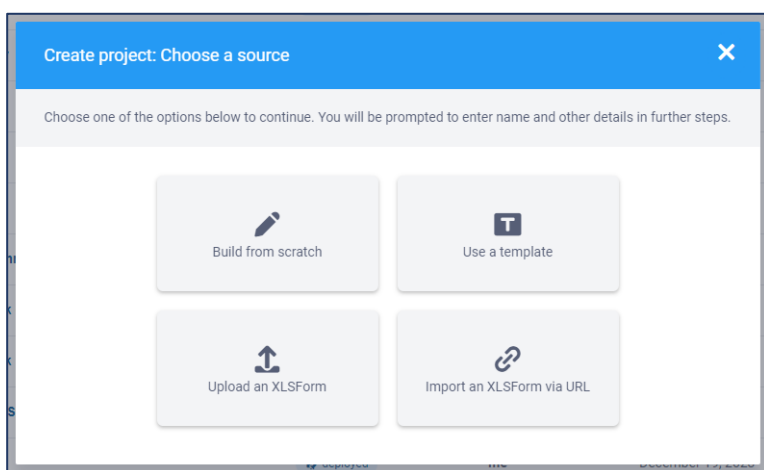 Create project: Choose a source
Choose one of the options below to continue. You will be prompted to enter name and other details in further steps.
Build from scratch
T
Use a template
Upload an XLSForm
Import an XLSForm via URL
deployed